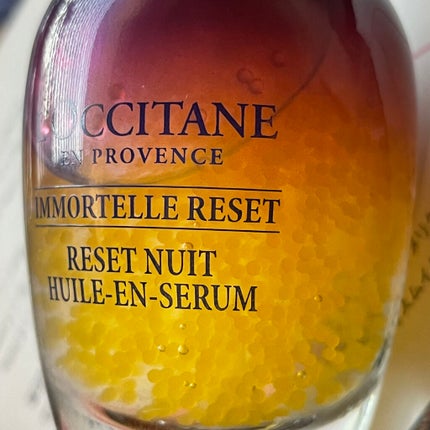 L'OCCITANE
EN PROVENCE
IMMORTELLE RESET
RESET NUIT
HUILE-EN-SERUM